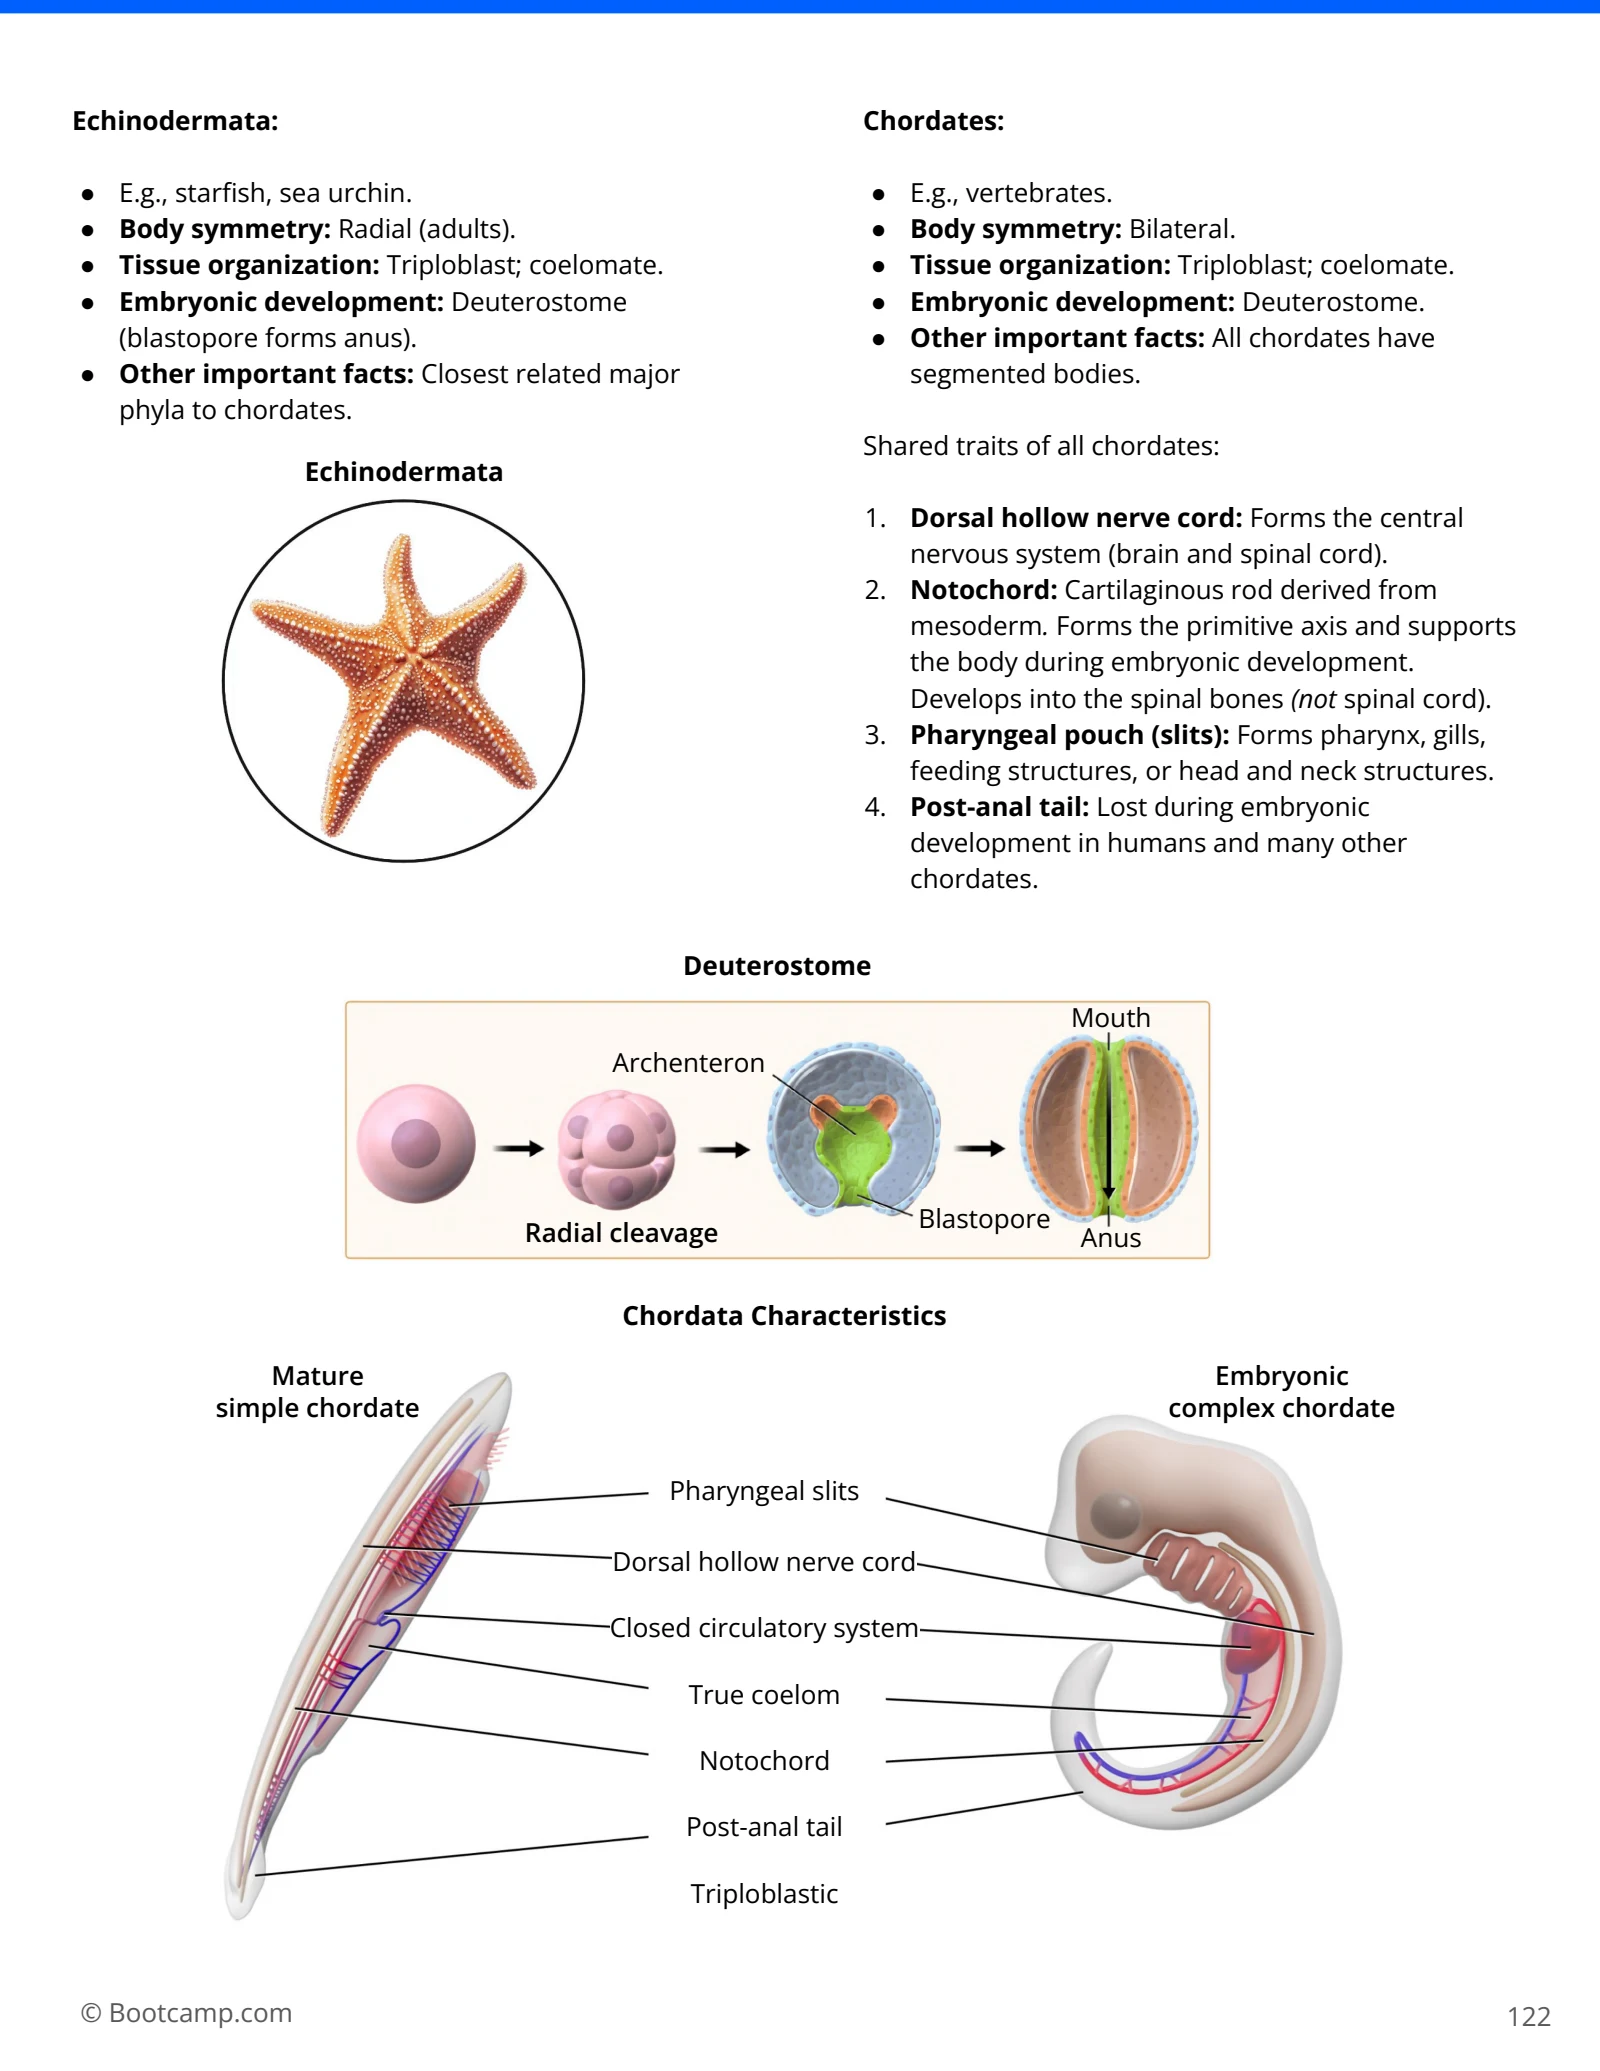 Echinodermata:
● E.g., starfish, sea urchin.
● Body symmetry: Radial (adults).
● Tissue organization: Triploblast; coelomate.
● Embryonic development: Deuterostome
(blastopore forms anus).
● Other important facts: Closest related major
phyla to chordates.
Echinodermata
Chordates:
● E.g., vertebrates.
● Body symmetry: Bilateral.
● Tissue organization: Triploblast; coelomate.
● Embryonic development: Deuterostome.
● Other important facts: All chordates have
segmented bodies.
Shared traits of all chordates:
1. Dorsal hollow nerve cord: Forms the central
nervous system (brain and spinal cord).
2. Notochord: Cartilaginous rod derived from
mesoderm. Forms the primitive axis and supports
the body during embryonic development.
Develops into the spinal bones (not spinal cord).
3. Pharyngeal pouch (slits): Forms pharynx, gills,
feeding structures, or head and neck structures.
4. Post-anal tail: Lost during embryonic
development in humans and many other
chordates.
Deuterostome
Mouth
Archenteron
Blastopore
Radial cleavage
Anus
Chordata Characteristics
Mature
simple chordate
Embryonic
complex chordate
Pharyngeal slits
Dorsal hollow nerve cord
Closed circulatory system
True coelom
Notochord
Post-anal tail
Triploblastic
© Bootcamp.com
122